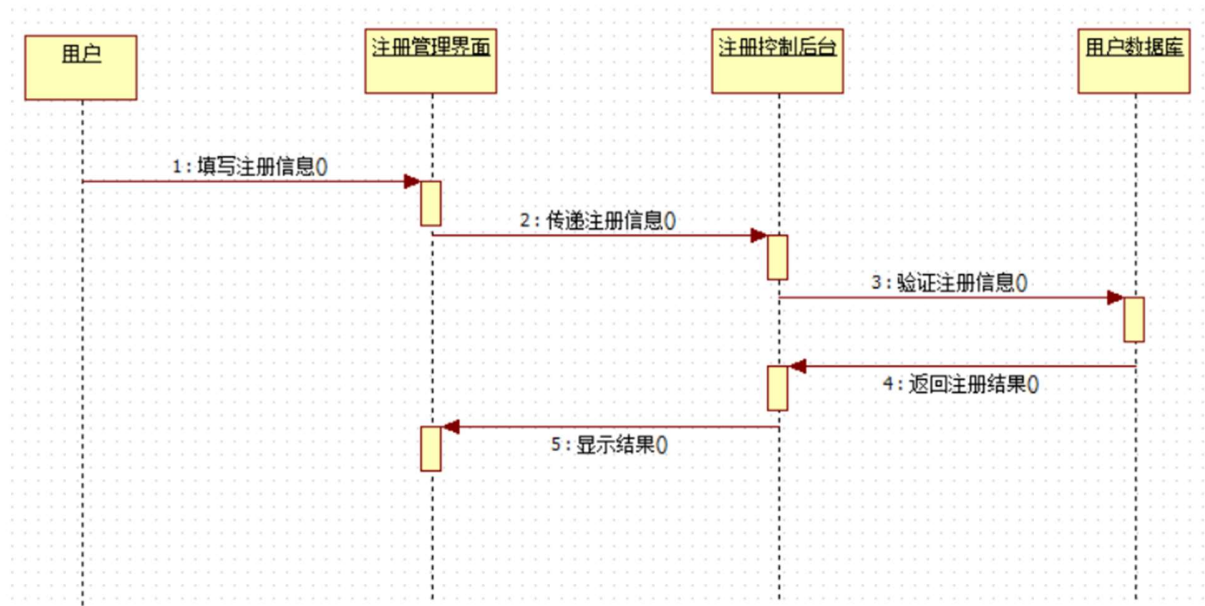 用户
注册管理界面
注册控制后台
用户数据库
1:填写注册信息()
2:传递注册信息()
3:验证注册信息()
4:返回注册结果()
5:显示结果()